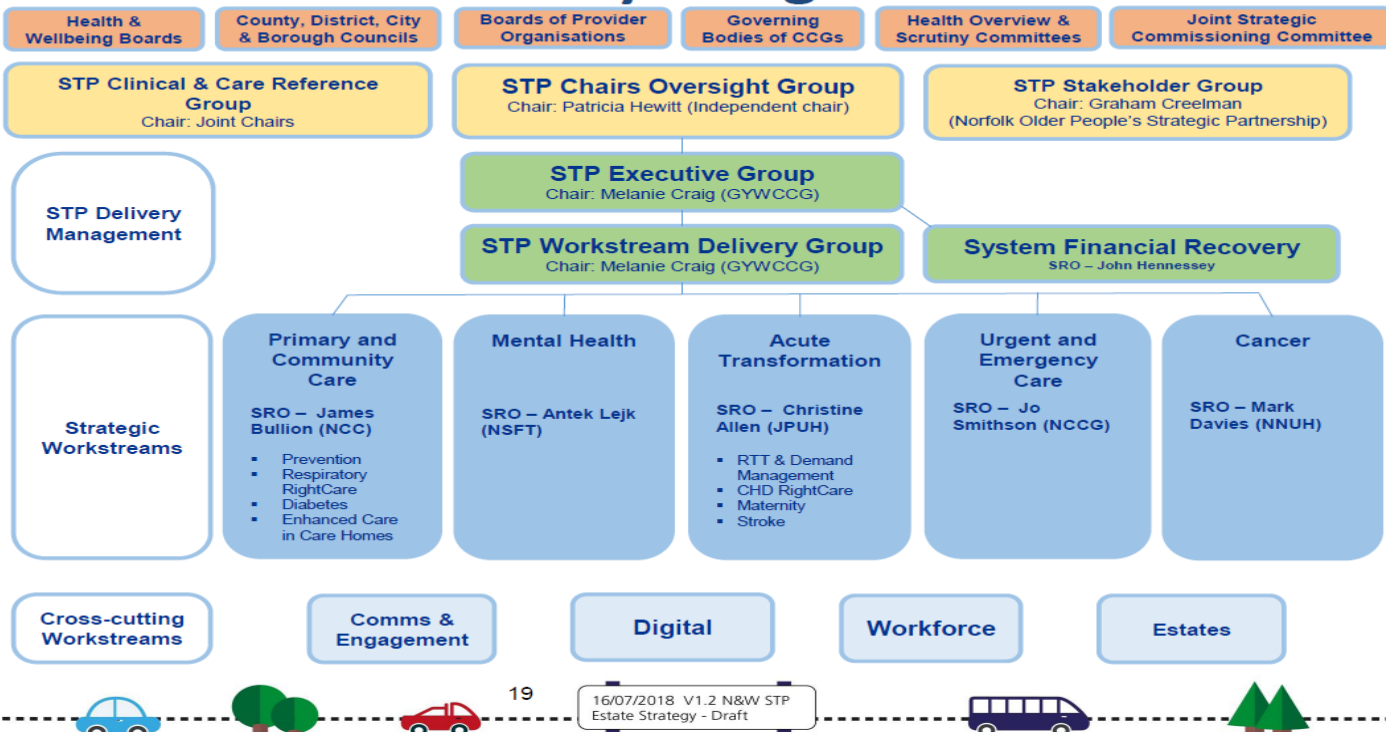 Health &
Wellbeing Boards
County, District, City
& Borough Councils
Boards of Provider
Organisations
Governing
Bodies of CCGs
Health Overview &
Scrutiny Committees
Joint Strategic
Commissioning Committee
STP Clinical & Care Reference
Group
Chair: Joint Chairs
STP Chairs Oversight Group
Chair: Patricia Hewitt (Independent chair)
STP Stakeholder Group
Chair: Graham Creelman
(Norfolk Older People's Strategic Partnership)
STP Delivery
Management
STP Executive Group
Chair: Melanie Craig (GYWCCG)
STP Workstream Delivery Group
Chair: Melanie Craig (GYWCCG)
System Financial Recovery
SRO – John Hennessey
Strategic
Workstreams
Primary and
Community
Care
SRO – James
Bullion (NCC)
▪ Prevention
▪ Respiratory
RightCare
▪ Diabetes
▪ Enhanced Care
in Care Homes
Mental Health
SRO – Antek Lejk
(NSFT)
Acute
Transformation
SRO – Christine
Allen (JPUH)
▪ RTT & Demand
Management
▪ CHD RightCare
▪ Maternity
▪ Stroke
Urgent and
Emergency
Care
SRO – Jo
Smithson (NCCG)
Cancer
SRO – Mark
Davies (NNUH)
Cross-cutting
Workstreams
Comms &
Engagement
Digital
Workforce
Estates
19
16/07/2018 V1.2 N&W STP
Estate Strategy - Draft